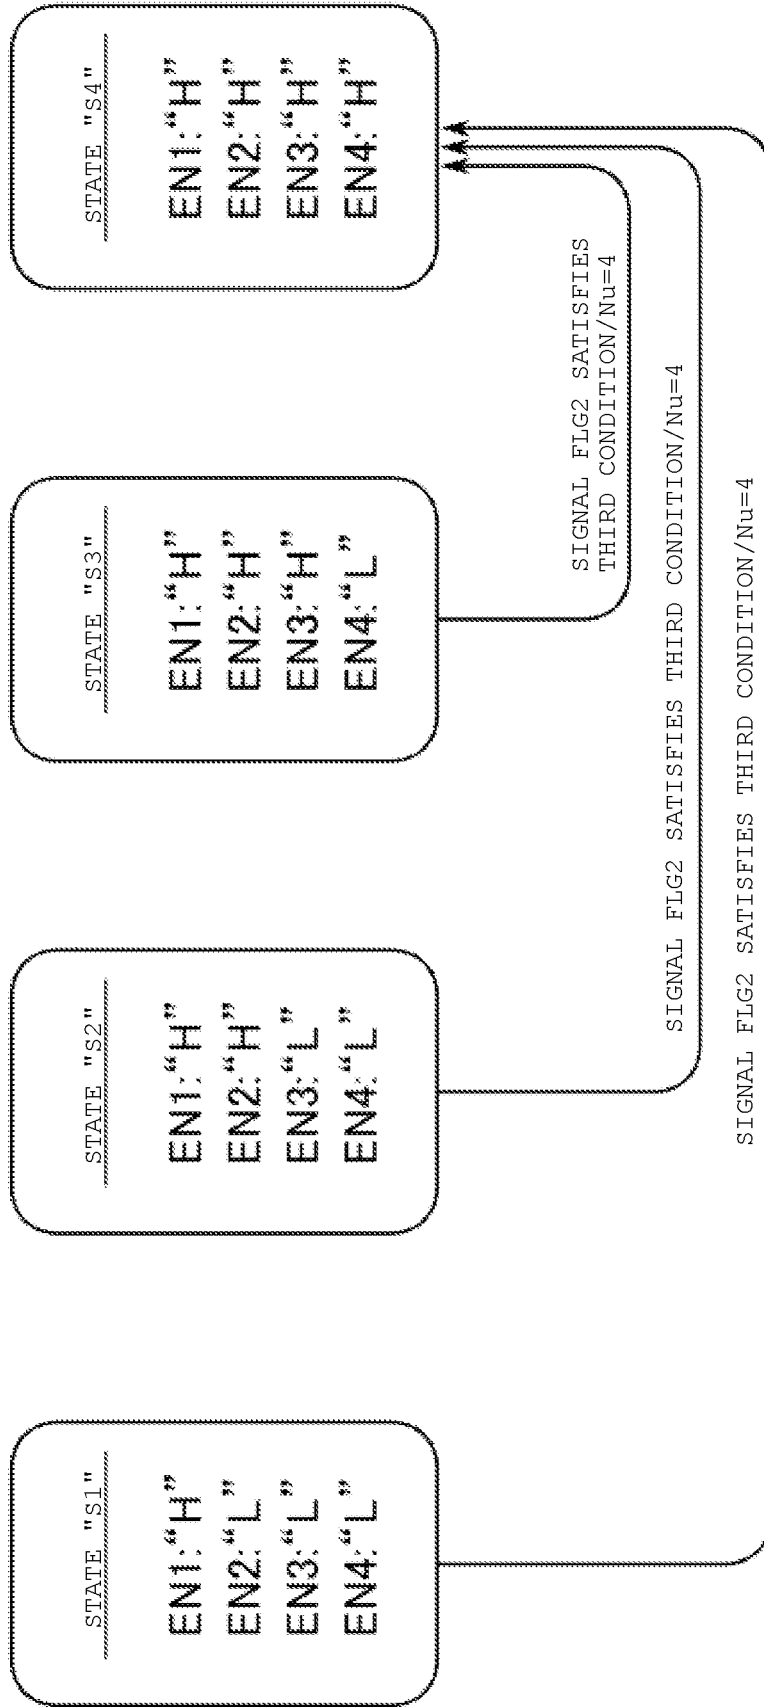 STATE "S1"
EN1:“H”
EN2:“L”
EN3:“L”
EN4:“L”
STATE "S2"
EN1:“H”
EN2:“H”
EN3:“L”
EN4:“L”
STATE "S3"
EN1:“H”
EN2:“H”
EN3:“H”
EN4:“L”
STATE "S4"
EN1:“H”
EN2:“H”
EN3:“H”
EN4:“H”
SIGNAL FLG2 SATISFIES
THIRD CONDITION/Nu=4
SIGNAL FLG2 SATISFIES THIRD CONDITION/Nu=4
SIGNAL FLG2 SATISFIES THIRD CONDITION/Nu=4